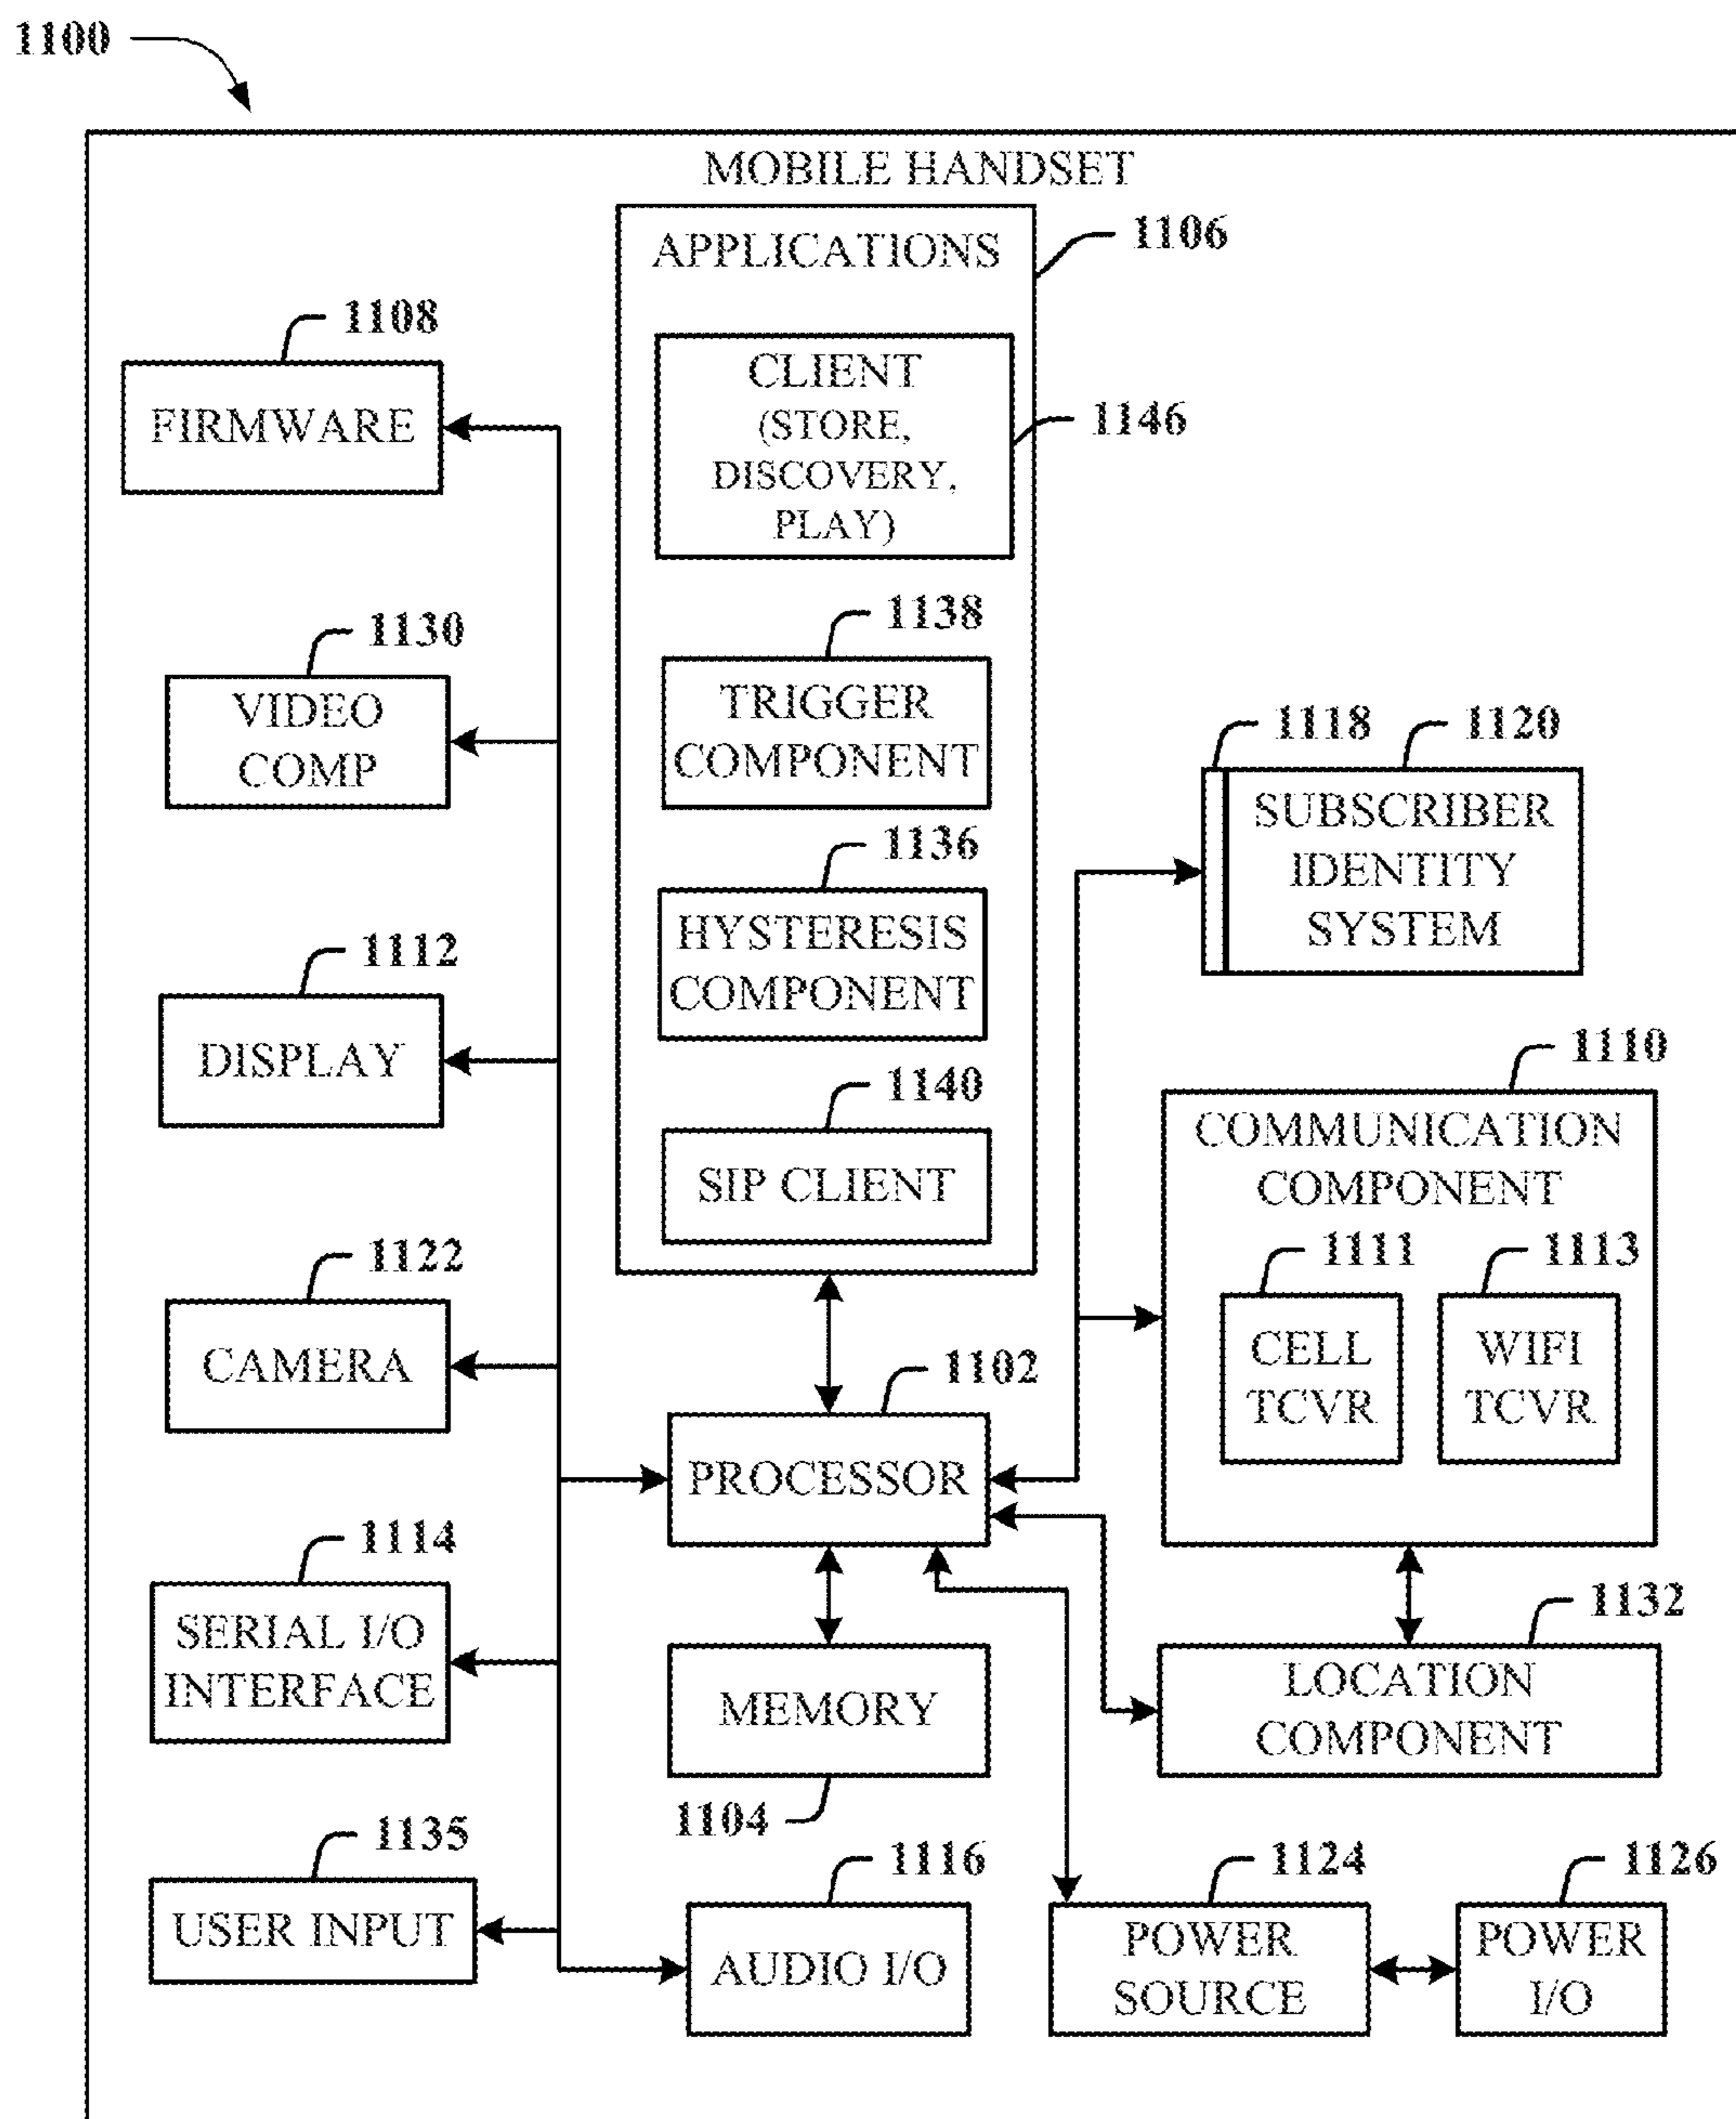 1100
MOBILE HANDSET
APPLICATIONS
1106
CLIENT
(STORE,
DISCOVERY,
PLAY)
1146
1138
TRIGGER
COMPONENT
1136
HYSTERESIS
COMPONENT
1140
SIP CLIENT
1108
FIRMWARE
1130
VIDEO
COMP
1112
DISPLAY
1122
CAMERA
1114
SERIAL I/O
INTERFACE
1135
USER INPUT
1102
PROCESSOR
MEMORY
1104
1116
AUDIO I/O
1118
1120
SUBSCRIBER
IDENTITY
SYSTEM
1110
COMMUNICATION
COMPONENT
1111
CELL
TCVR
1113
WIFI
TCVR
1132
LOCATION
COMPONENT
1124
POWER
SOURCE
1126
POWER
I/O